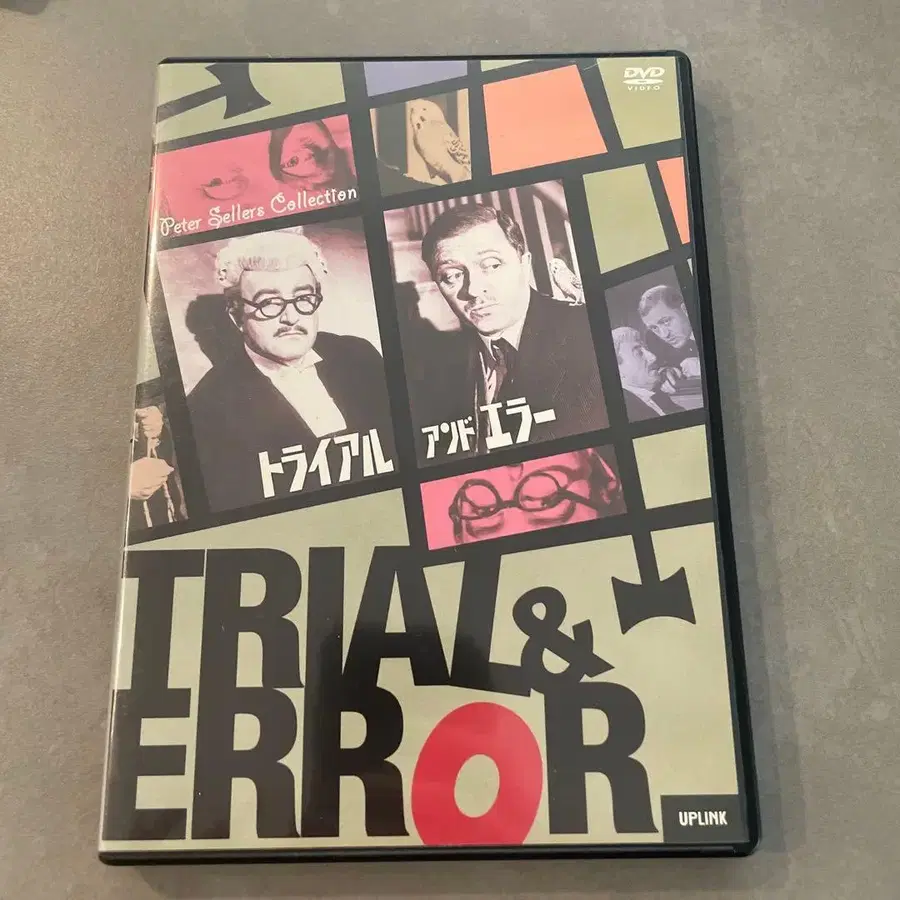 DVD
VIDEO
Peter Sellers Collection
トライアル アンド エラー
TRIAL &
ERROR
UPLINK